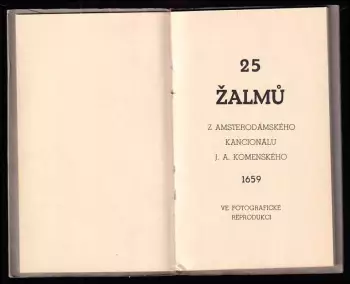 25
ŽALMŮ
Z AMSTERODÁMSKÉHO
KANCIONÁLU
J. A. KOMENSKÉHO
1659
VE FOTOGRAFICKÉ
REPRODUKCI